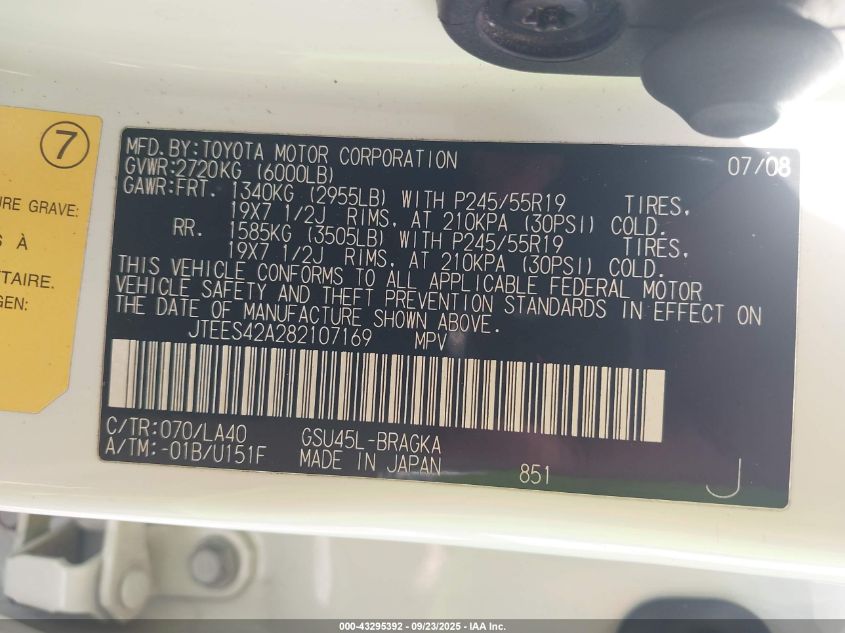 7
URE GRAVE:
S À
TAIRE.
GEN:
MFD.BY:TOYOTA MOTOR CORPORATION 07/08
GVWR:2720KG (6000LB)
GAWR:FRT. 1340KG (2955LB) WITH P245/55R19 TIRES,
19X7 1/2J RIMS, AT 210KPA (30PSI) COLD.
RR. 1585KG (3505LB) WITH P245/55R19 TIRES,
19X7 1/2J RIMS, AT 210KPA (30PSI) COLD.
THIS VEHICLE CONFORMS TO ALL APPLICABLE FEDERAL MOTOR
VEHICLE SAFETY AND THEFT PREVENTION STANDARDS IN EFFECT ON
THE DATE OF MANUFACTURE SHOWN ABOVE.
JTEES42A282107169 MPV
C/TR:070/LA40 GSU45L-BRAGKA
A/TM:-01B/U151F MADE IN JAPAN 851 J
000-43295392 - 09/23/2025 - IAA Inc.